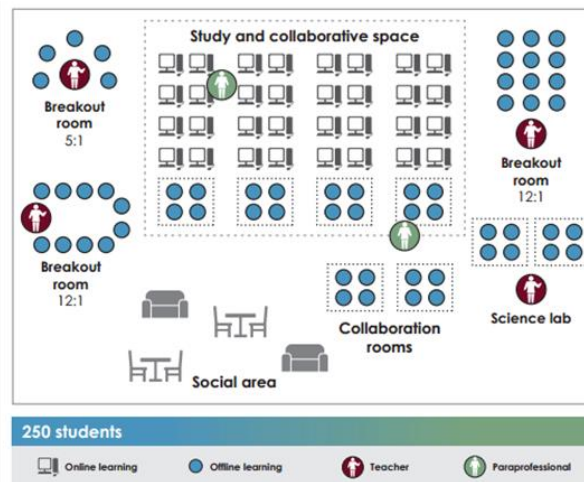 Study and collaborative space
Breakout
room
5:1
Breakout
room
12:1
Breakout
room
12:1
Science lab
Collaboration
rooms
Social area
250 students
Online learning
Offline learning
Teacher
Paraprofessional